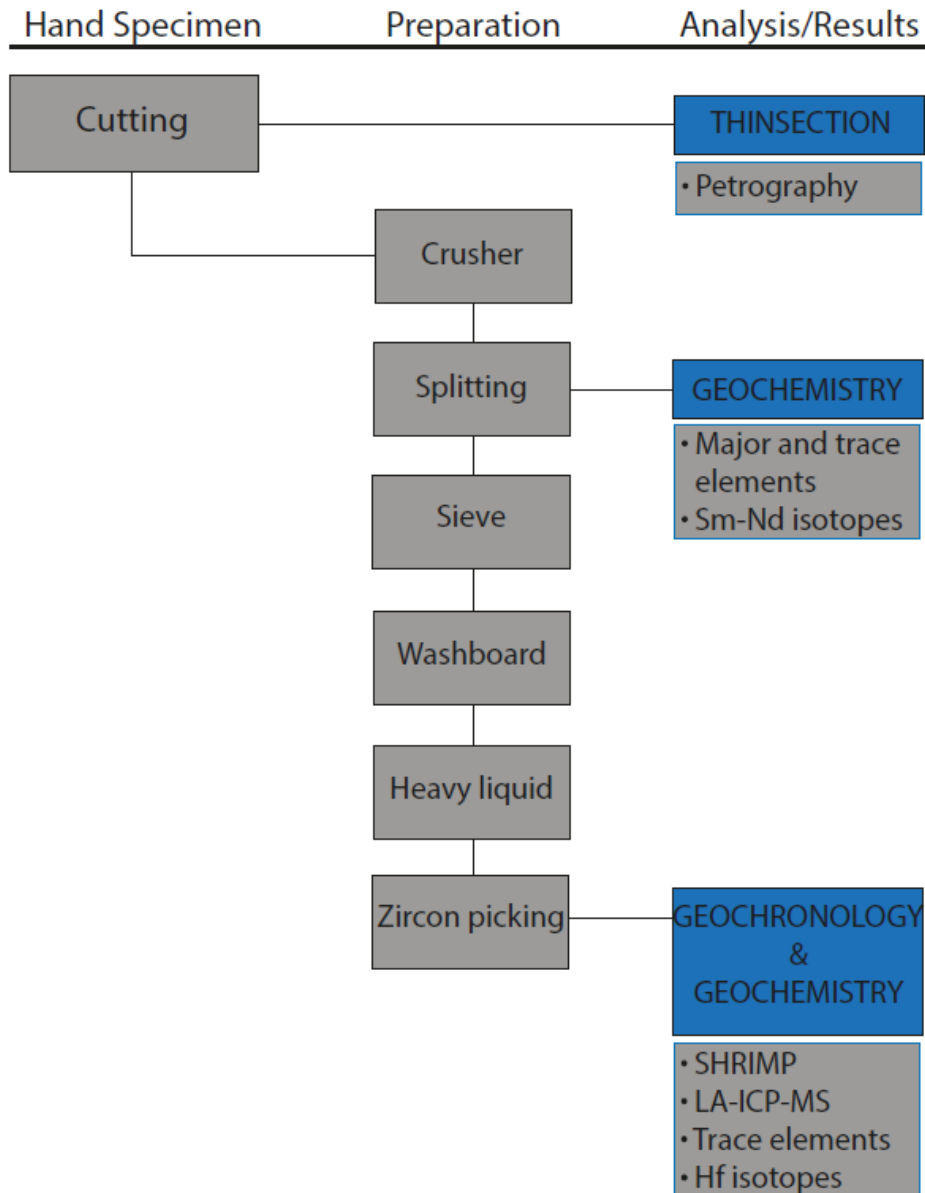 Hand Specimen Preparation Analysis/Results
Cutting
THINSECTION
• Petrography
Crusher
Splitting
GEOCHEMISTRY
• Major and trace
elements
• Sm-Nd isotopes
Sieve
Washboard
Heavy liquid
Zircon picking
GEOCHRONOLOGY
&
GEOCHEMISTRY
• SHRIMP
• LA-ICP-MS
• Trace elements
• Hf isotopes